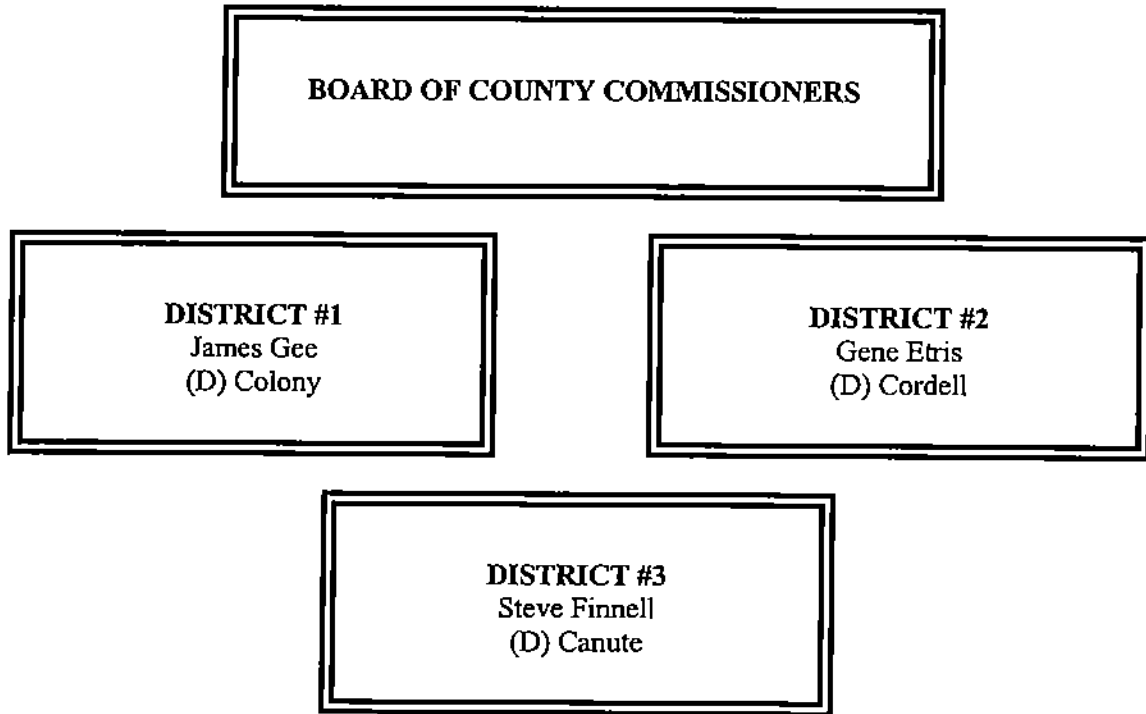 BOARD OF COUNTY COMMISSIONERS
DISTRICT #1
James Gee
(D) Colony
DISTRICT #2
Gene Etris
(D) Cordell
DISTRICT #3
Steve Finnell
(D) Canute